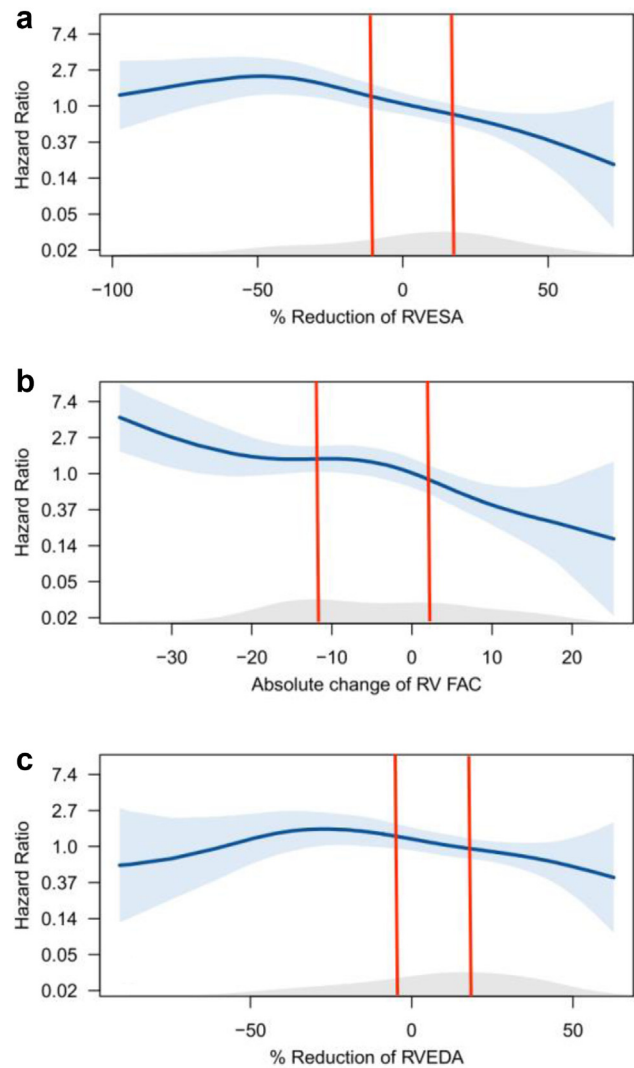 a
7.4
2.7
1.0
0.37
0.14
0.05
0.02
Hazard Ratio
−100 −50 0 50
% Reduction of RVESA
b
7.4
2.7
1.0
0.37
0.14
0.05
0.02
Hazard Ratio
−30 −20 −10 0 10 20
Absolute change of RV FAC
c
7.4
2.7
1.0
0.37
0.14
0.05
0.02
Hazard Ratio
−50 0 50
% Reduction of RVEDA